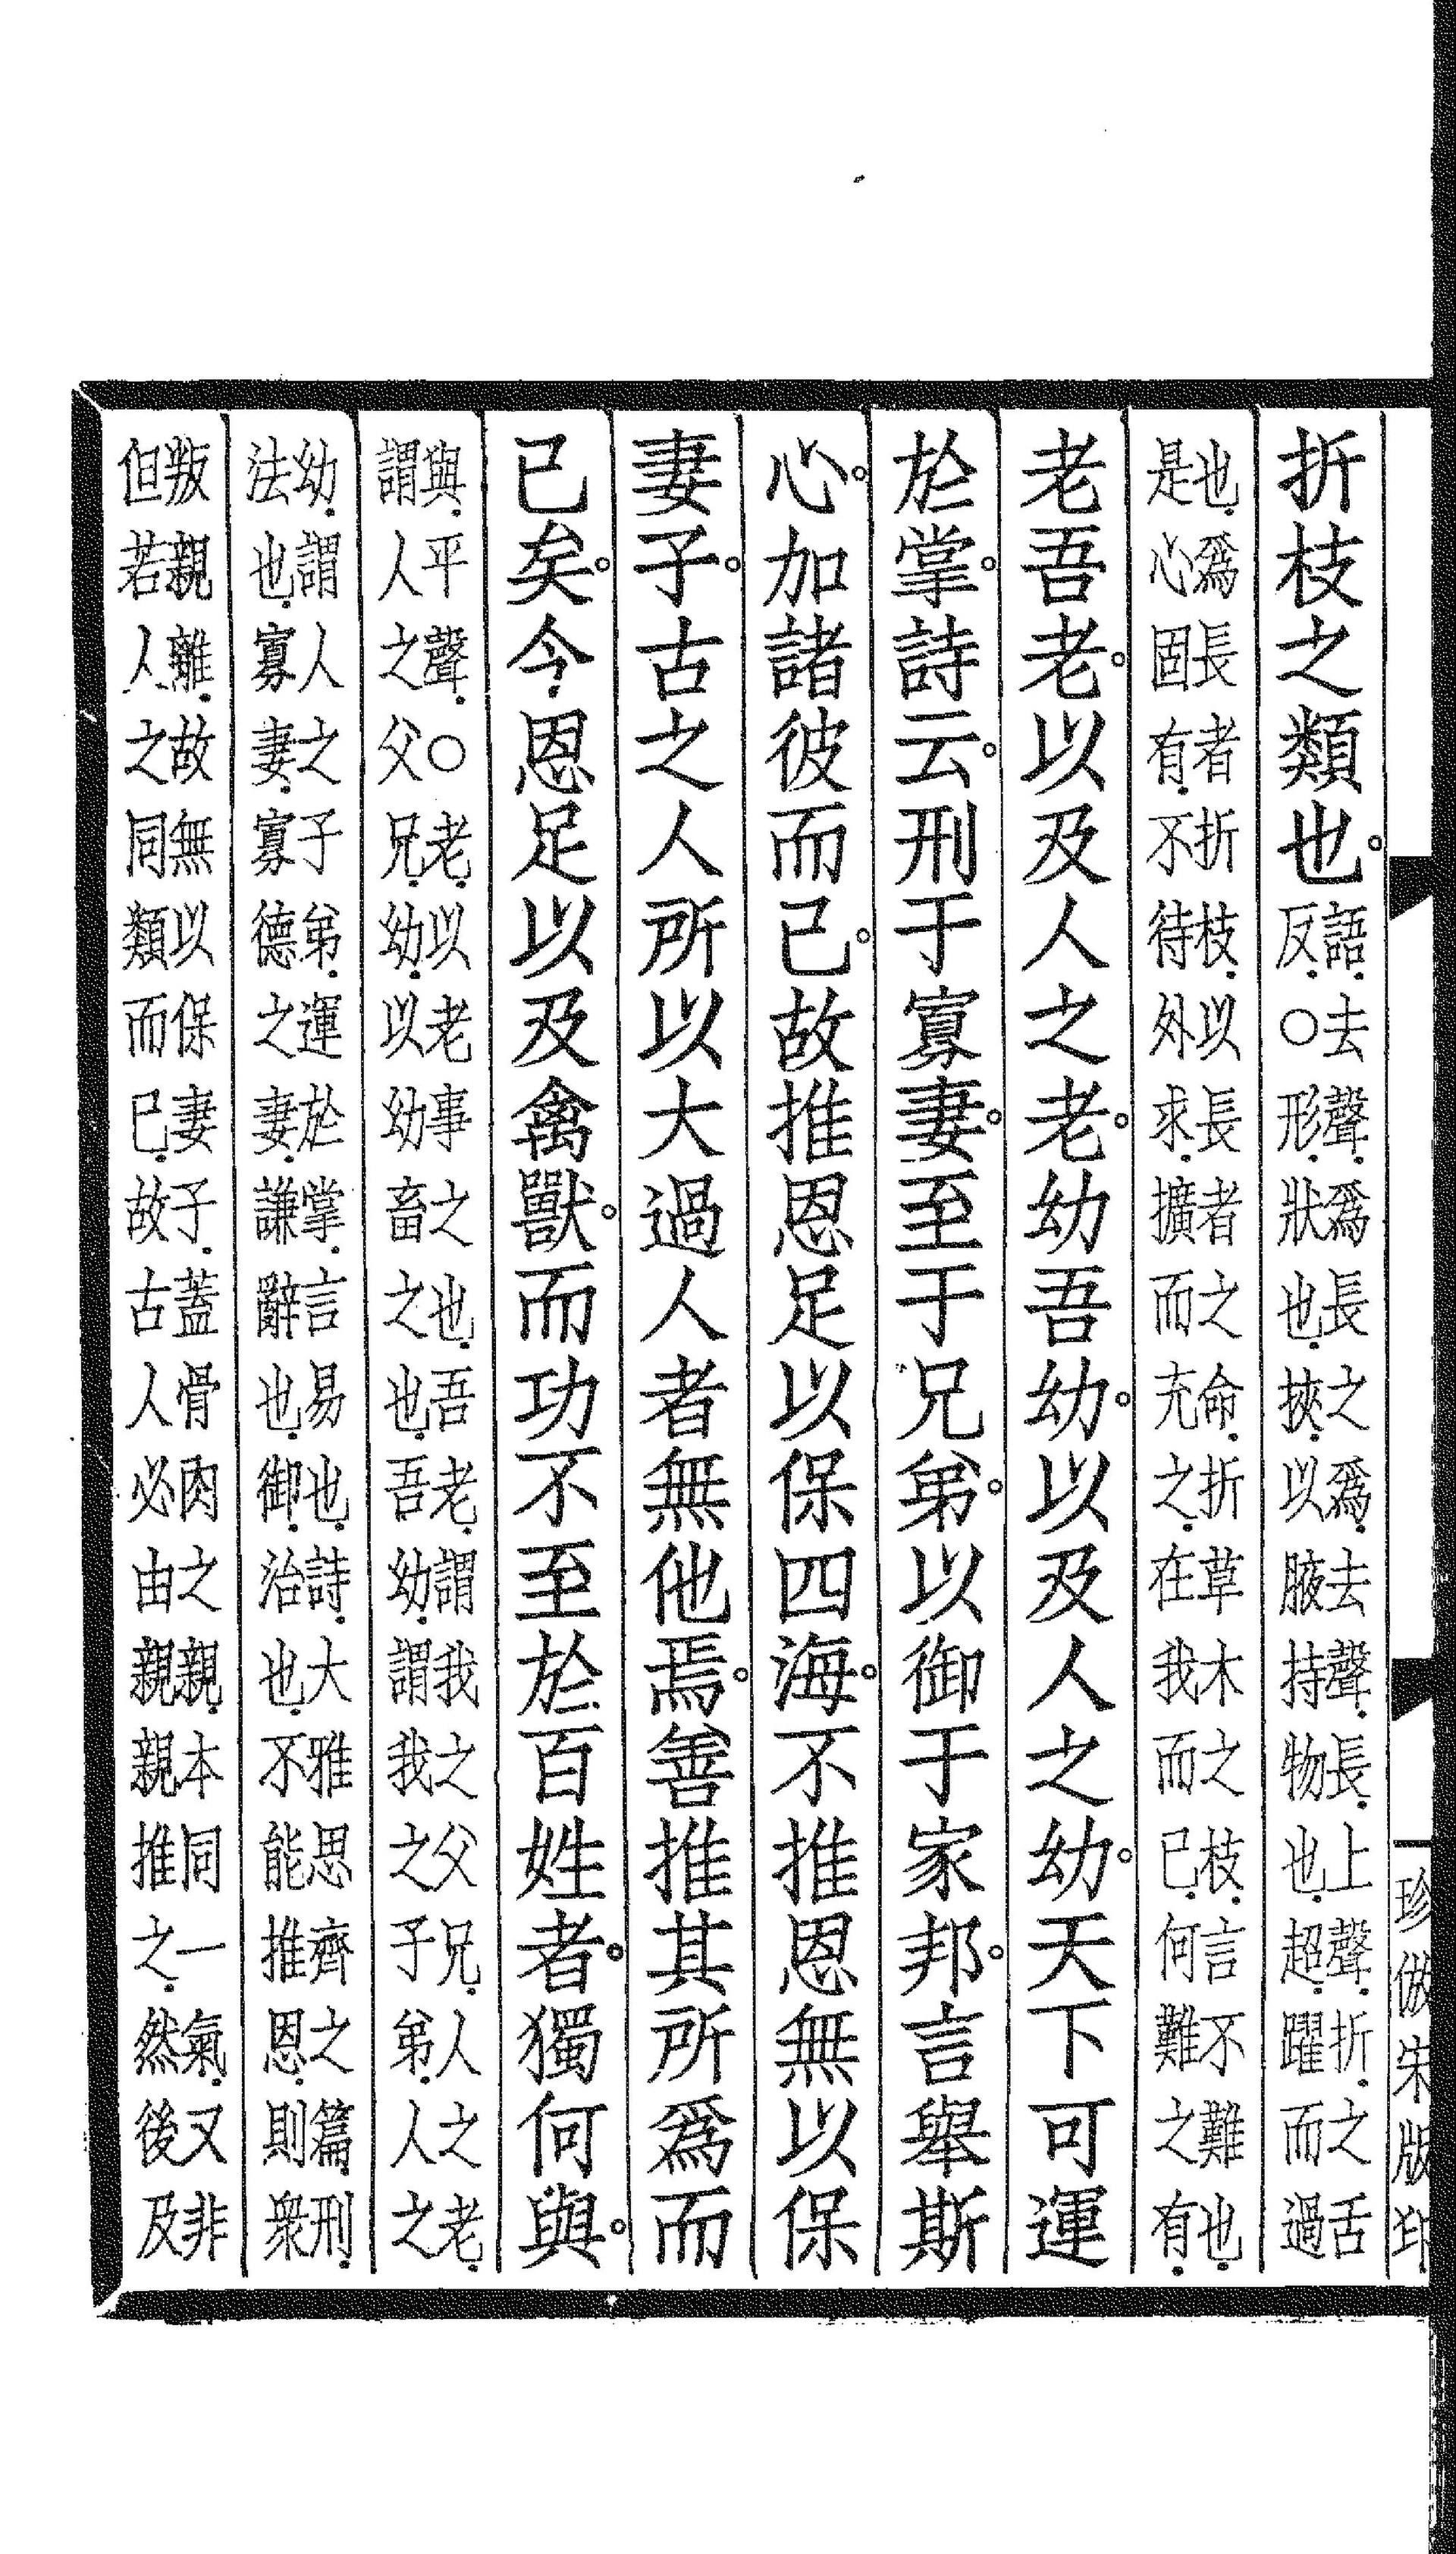 一珍倣宋版印
折枝之類也。語。去聲。爲長之爲。去聲。長。上聲。折。之舌
反。○形。狀也。挾。以腋持物也。超。躍而過
也。爲長者折枝。以長者之命。折草木之枝。言不難也。
是心固有。不待外求。擴而充之。在我而已。何難之有。
老吾老。以及人之老。幼吾幼。以及人之幼。天下可運
於掌。詩云。刑于寡妻。至于兄弟。以御于家邦。言舉斯
心。加諸彼而已。故推恩足以保四海。不推恩無以保
妻子。古之人所以大過人者無他焉。善推其所爲而
已矣。今恩足以及禽獸。而功不至於百姓者。獨何與。
與。平聲。○老。以老事之也。吾老。謂我之父兄。人之老。
謂人之父兄。幼。以幼畜之也。吾幼。謂我之子弟。人之
幼。謂人之子弟。運於掌。言易也。詩。大雅思齊之篇。刑。
法也。寡妻。寡德之妻。謙辭也。御。治也。不能推恩。則衆
叛親離。故無以保妻子。蓋骨肉之親。本同一氣。又非
但若人之同類而已。故古人必由親親推之。然後及